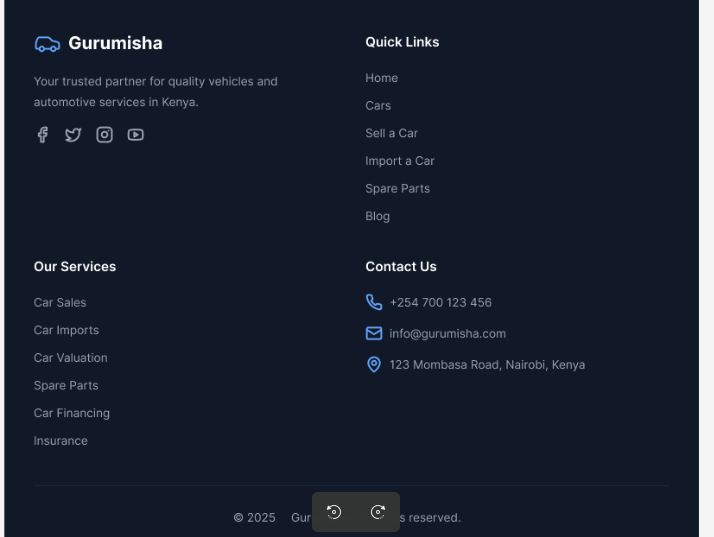 Gurumisha
Your trusted partner for quality vehicles and
automotive services in Kenya.
Quick Links
Home
Cars
Sell a Car
Import a Car
Spare Parts
Blog
Our Services
Car Sales
Car Imports
Car Valuation
Spare Parts
Car Financing
Insurance
Contact Us
+254 700 123 456
info@gurumisha.com
123 Mombasa Road, Nairobi, Kenya
© 2025 reserved.